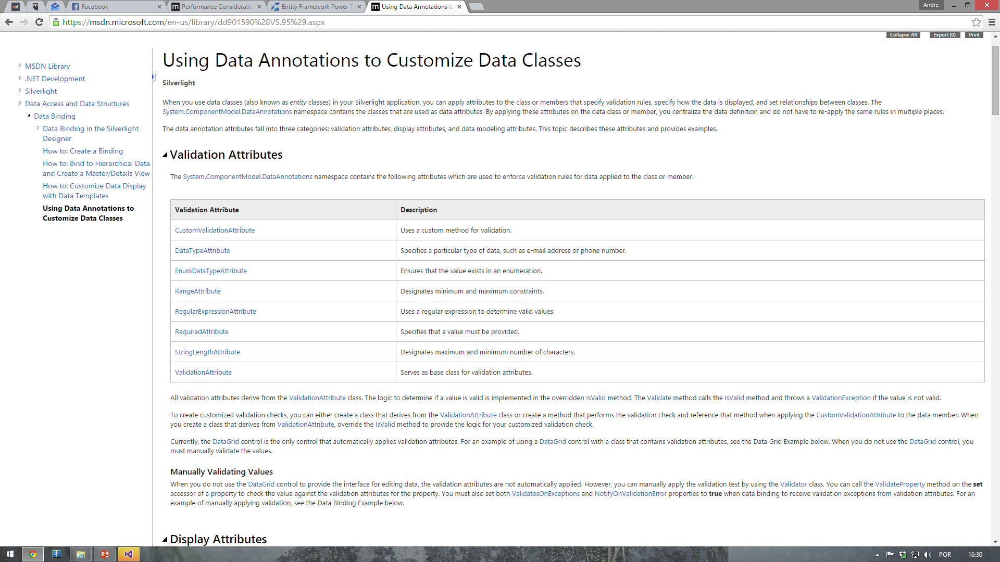 Facebook
Performance Consideratio
Entity Framework Power T
Using Data Annotations to
Andre
https://msdn.microsoft.com/en-us/library/dd901590%28VS.95%29.aspx
Collapse All
Export (0)
Print
MSDN Library
.NET Development
Silverlight
Data Access and Data Structures
Data Binding
Data Binding in the Silverlight
Designer
How to: Create a Binding
How to: Bind to Hierarchical Data
and Create a Master/Details View
How to: Customize Data Display
with Data Templates
Using Data Annotations to
Customize Data Classes
Using Data Annotations to Customize Data Classes
Silverlight
When you use data classes (also known as entity classes) in your Silverlight application, you can apply attributes to the class or members that specify validation rules, specify how the data is displayed, and set relationships between classes. The
System.ComponentModel.DataAnnotations namespace contains the classes that are used as data attributes. By applying these attributes on the data class or member, you centralize the data definition and do not have to re-apply the same rules in multiple places.
The data annotation attributes fall into three categories: validation attributes, display attributes, and data modeling attributes. This topic describes these attributes and provides examples.
Validation Attributes
The System.ComponentModel.DataAnnotations namespace contains the following attributes which are used to enforce validation rules for data applied to the class or member:
Validation Attribute
Description
CustomValidationAttribute
Uses a custom method for validation.
DataTypeAttribute
Specifies a particular type of data, such as e-mail address or phone number.
EnumDataTypeAttribute
Ensures that the value exists in an enumeration.
RangeAttribute
Designates minimum and maximum constraints.
RegularExpressionAttribute
Uses a regular expression to determine valid values.
RequiredAttribute
Specifies that a value must be provided.
StringLengthAttribute
Designates maximum and minimum number of characters.
ValidationAttribute
Serves as base class for validation attributes.
All validation attributes derive from the ValidationAttribute class. The logic to determine if a value is valid is implemented in the overridden IsValid method. The Validate method calls the IsValid method and throws a ValidationException if the value is not valid.
To create customized validation checks, you can either create a class that derives from the ValidationAttribute class or create a method that performs the validation check and reference that method when applying the CustomValidationAttribute to the data member. When
you create a class that derives from ValidationAttribute, override the IsValid method to provide the logic for your customized validation check.
Currently, the DataGrid control is the only control that automatically applies validation attributes. For an example of using a DataGrid control with a class that contains validation attributes, see the Data Grid Example below. When you do not use the DataGrid control, you
must manually validate the values.
Manually Validating Values
When you do not use the DataGrid control to provide the interface for editing data, the validation attributes are not automatically applied. However, you can manually apply the validation test by using the Validator class. You can call the ValidateProperty method on the set
accessor of a property to check the value against the validation attributes for the property. You must also set both ValidatesOnExceptions and NotifyOnValidationError properties to true when data binding to receive validation exceptions from validation attributes. For an
example of manually applying validation, see the Data Binding Example below.
Display Attributes
POR
16:30